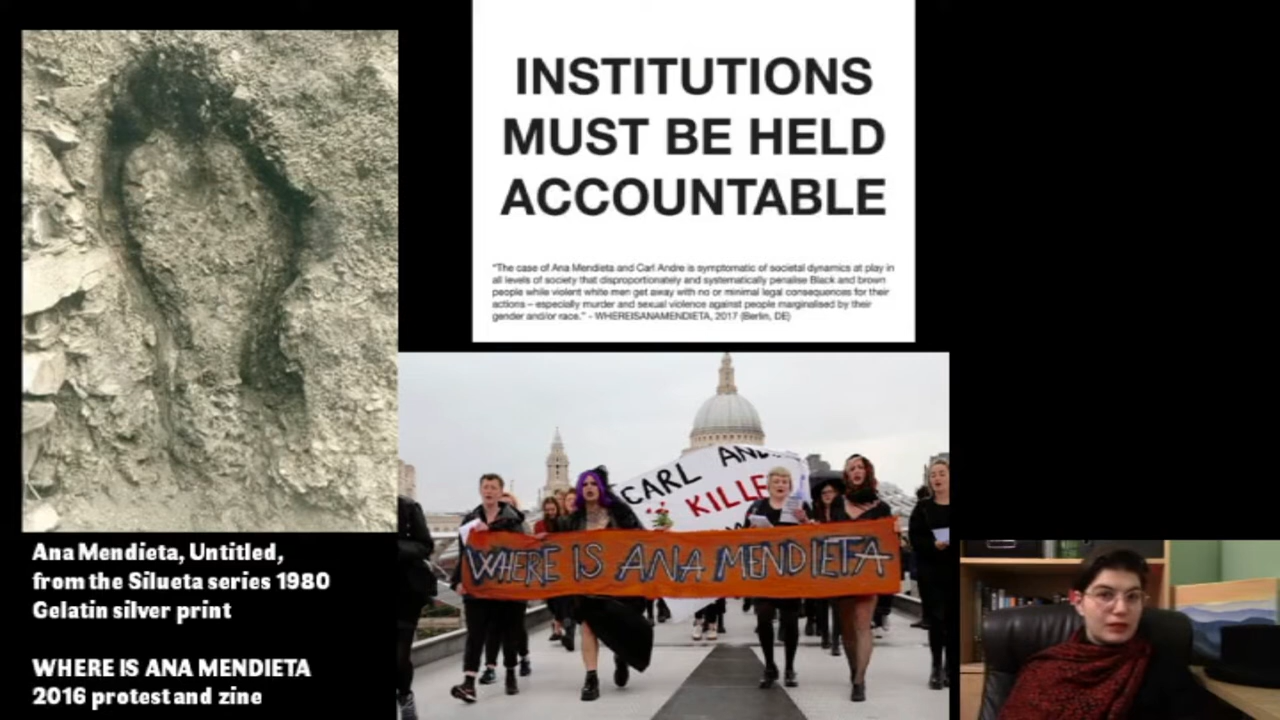 INSTITUTIONS
MUST BE HELD
ACCOUNTABLE
"The case of Ana Mendieta and Carl Andre is symptomatic of societal dynamics at play in
all levels of society that disproportionately and systematically penalise Black and brown
people while violent white men get away with no or minimal legal consequences for their
actions – especially murder and sexual violence against people marginalised by their
gender and/or race." - WHEREISANAMENDIETA, 2017 (Berlin, DE)
CARL AND
KILLE
WHERE IS ANA MENDIETA
Ana Mendieta, Untitled,
from the Silueta series 1980
Gelatin silver print
WHERE IS ANA MENDIETA
2016 protest and zine